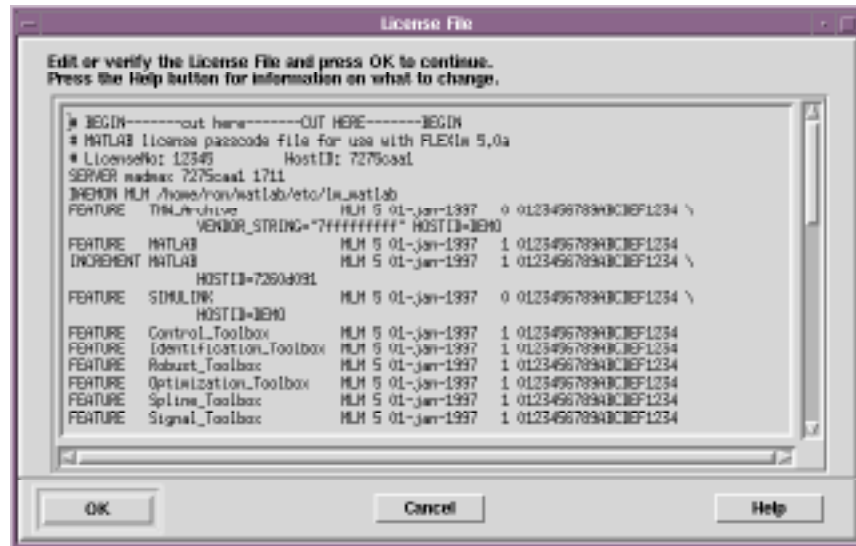 License File
Edit or verify the License File and press OK to continue.
Press the Help button for information on what to change.
# BEGIN-------cut here-------CUT HERE-------BEGIN
# MATLAB license passcode file for use with FLEXlm 5.0a
# LicenseNo: 12345 HostID: 7275caa1
SERVER madmax 7275caa1 1711
DAEMON MLM /home/ron/matlab/etc/lm_matlab
FEATURE TMW_Archive MLM 5 01-jan-1997 0 0123456789ABCDEF1234 \
VENDOR_STRING="7fffffffff" HOSTID=DEMO
FEATURE MATLAB MLM 5 01-jan-1997 1 0123456789ABCDEF1234
INCREMENT MATLAB MLM 5 01-jan-1997 1 0123456789ABCDEF1234 \
HOSTID=7260d091
FEATURE SIMULINK MLM 5 01-jan-1997 0 0123456789ABCDEF1234 \
HOSTID=DEMO
FEATURE Control_Toolbox MLM 5 01-jan-1997 1 0123456789ABCDEF1234
FEATURE Identification_Toolbox MLM 5 01-jan-1997 1 0123456789ABCDEF1234
FEATURE Robust_Toolbox MLM 5 01-jan-1997 1 0123456789ABCDEF1234
FEATURE Optimization_Toolbox MLM 5 01-jan-1997 1 0123456789ABCDEF1234
FEATURE Spline_Toolbox MLM 5 01-jan-1997 1 0123456789ABCDEF1234
FEATURE Signal_Toolbox MLM 5 01-jan-1997 1 0123456789ABCDEF1234
OK Cancel Help